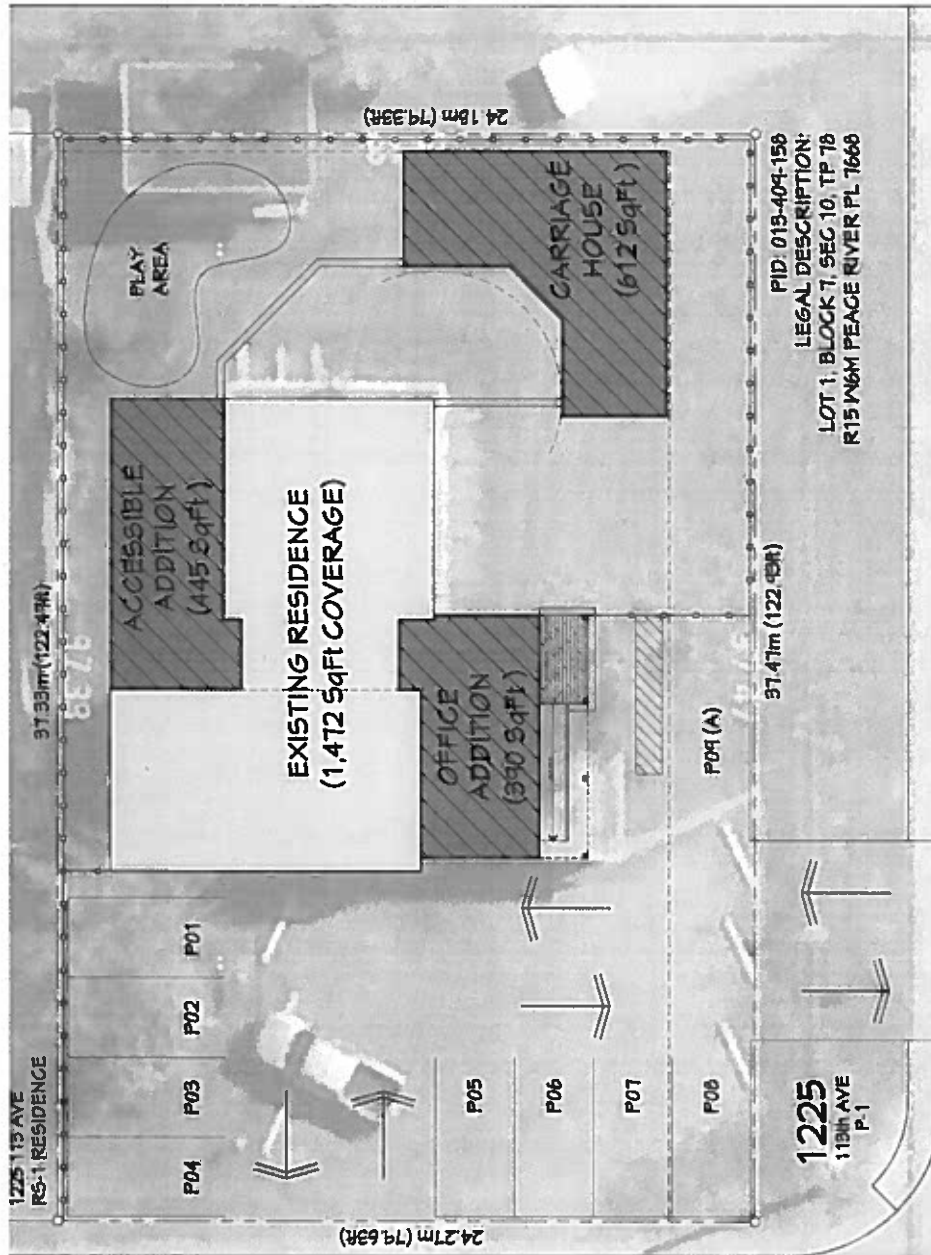 1225 113 AVE
RS-1 RESIDENCE
37.33m (122.47ft)
24.18m (79.33ft)
PLAY
AREA
ACCESSIBLE
ADDITION
(445 SqFt)
CARRIAGE
HOUSE
(612 SqFt)
EXISTING RESIDENCE
(1,472 SqFt COVERAGE)
OFFICE
ADDITION
(390 SqFt)
P01
P02
P03
P04
P05
P06
P07
P08
P09 (A)
24.27m (79.63ft)
37.47m (122.93ft)
1225
113th AVE
P-1
PID: 013-409-158
LEGAL DESCRIPTION:
LOT 1, BLOCK 7, SEC 10, TP 78
R15 W6M PEACE RIVER PL 7668